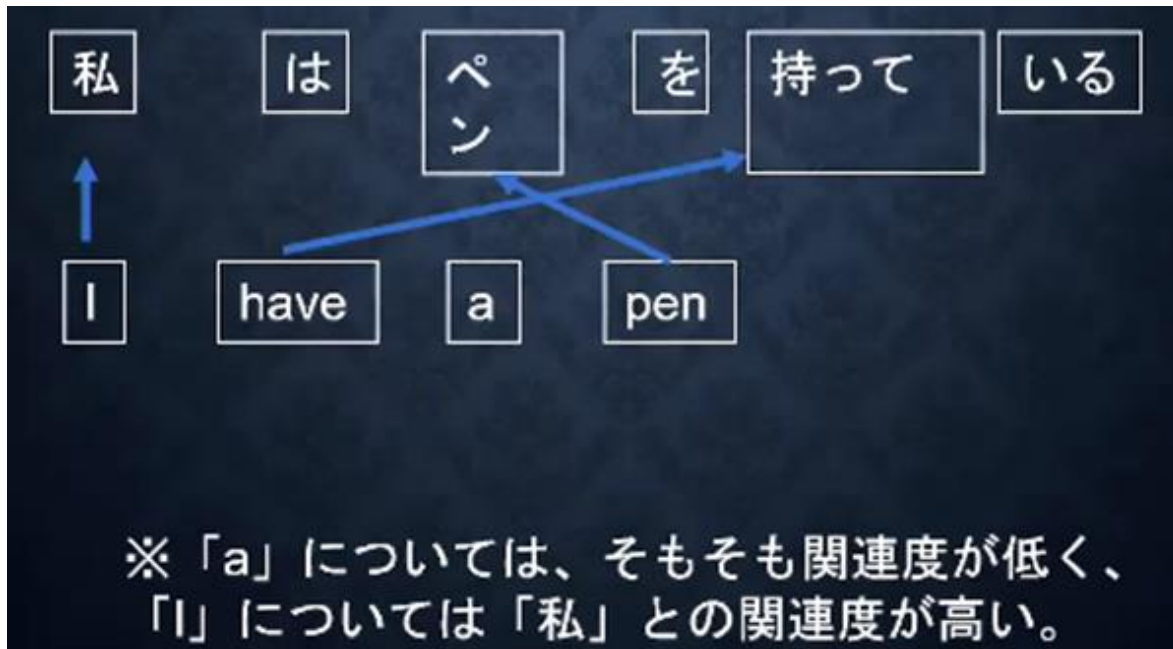 私 は ペン を 持って いる
I have a pen
※「a」については、そもそも関連度が低く、
「I」については「私」との関連度が高い。